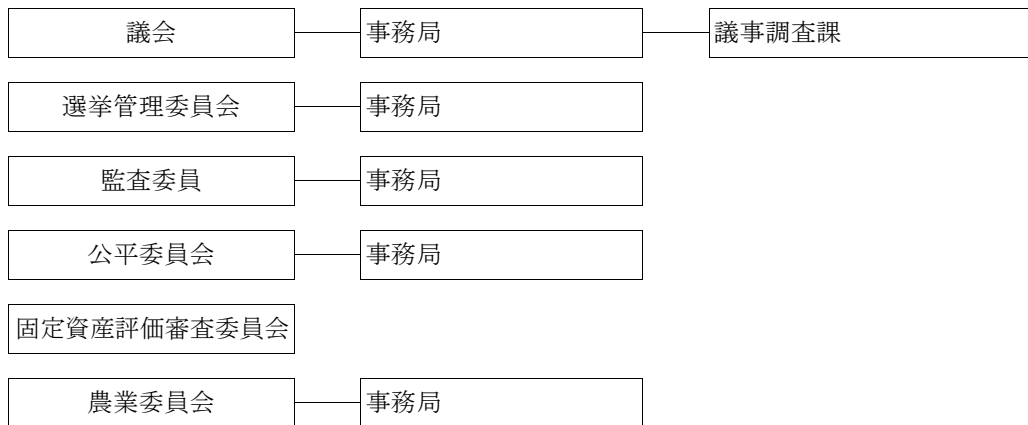 議会 事務局 議事調査課
選挙管理委員会 事務局
監査委員 事務局
公平委員会 事務局
固定資産評価審査委員会
農業委員会 事務局